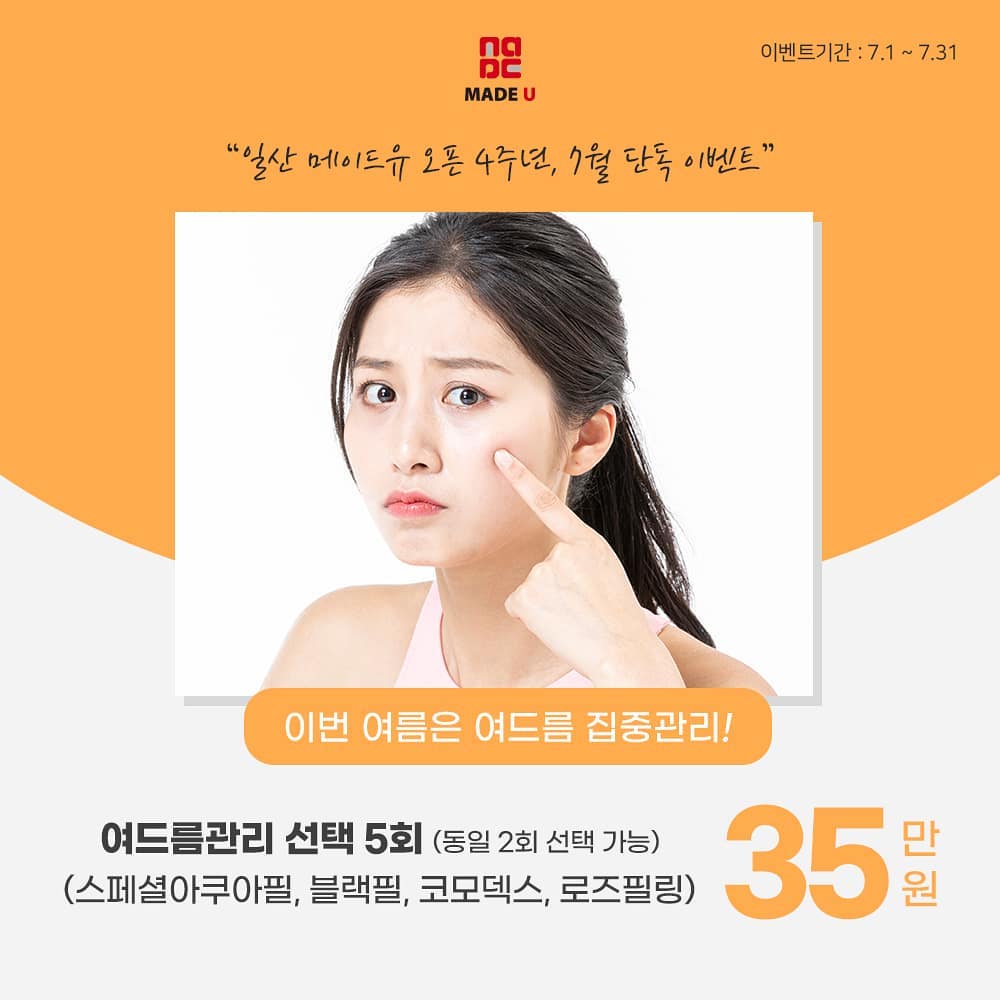 MADE U
이벤트기간 : 7.1 ~ 7.31
“일산 메이드유 오픈 4주년, 7월 단독 이벤트”
이번 여름은 여드름 집중관리!
여드름관리 선택 5회 (동일 2회 선택 가능)
(스페셜아쿠아필, 블랙필, 코모덱스, 로즈필링)
35만원